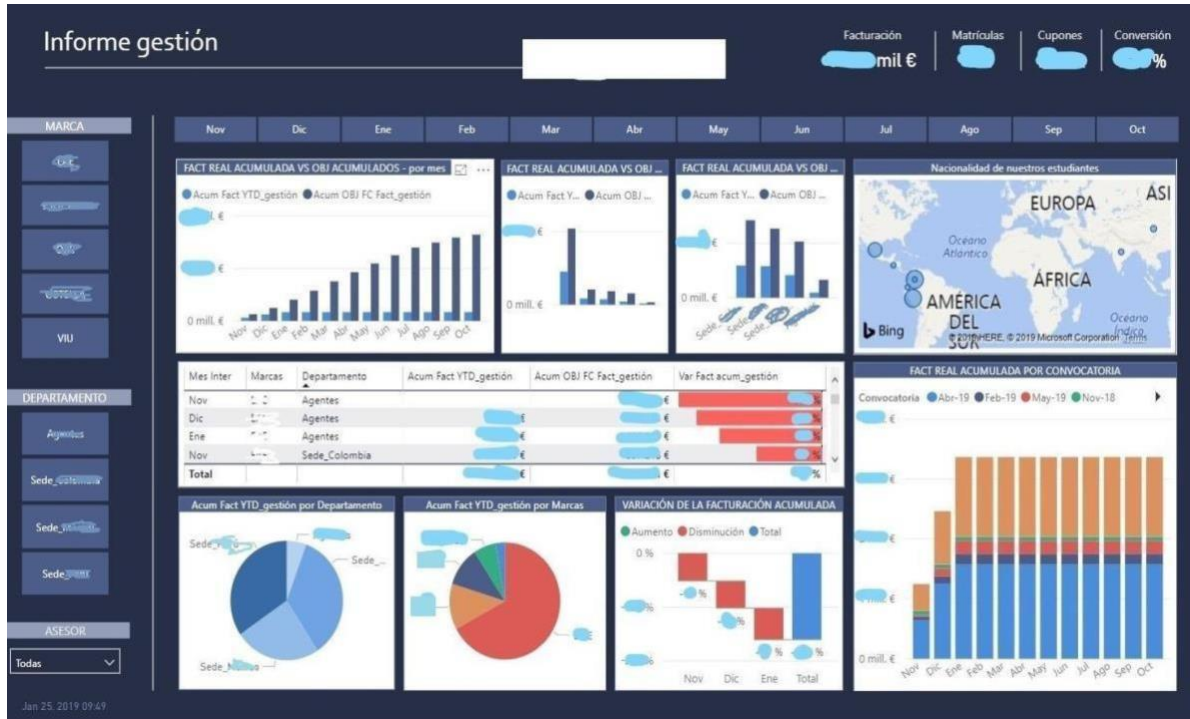 Informe gestión
Facturación
mil €
Matrículas
Cupones
Conversión
%
MARCA
VIU
DEPARTAMENTO
Sede_
Sede_
Sede_
ASESOR
Todas
Jan 25, 2019 09:49
Nov Dic Ene Feb Mar Abr May Jun Jul Ago Sep Oct
FACT REAL ACUMULADA VS OBJ ACUMULADOS - por mes
Acum Fact YTD_gestión Acum OBJ FC Fact_gestión
€
€
0 mill. €
Nov Dic Ene Feb Mar Abr May Jun Jul Ago Sep Oct
FACT REAL ACUMULADA VS OBJ ...
Acum Fact Y... Acum OBJ ...
€
0 mill. €
FACT REAL ACUMULADA VS OBJ ...
Acum Fact Y... Acum OBJ ...
€
0 mill. €
Sede_ Sede_ Sede_
Nacionalidad de nuestros estudiantes
EUROPA
ASI
Oceano
Atlántico
ÁFRICA
AMÉRICA
DEL
SUR
Oceano
Índico
Bing
HERE, © 2019 Microsoft Corporation Terms
Mes Inter Marcas Departamento Acum Fact YTD_gestión Acum OBJ FC Fact_gestión Var Fact acum_gestión
Nov Agentes € %
Dic Agentes € € %
Ene Agentes € € %
Nov Sede_Colombia € € %
Total € € %
Acum Fact YTD_gestión por Departamento
Sede_
Sede_...
Sede_
Acum Fact YTD_gestión por Marcas
VARIACIÓN DE LA FACTURACIÓN ACUMULADA
Aumento Disminución Total
0 %
%
%
% % % %
Nov Dic Ene Total
FACT REAL ACUMULADA POR CONVOCATORIA
Convocatoria Abr-19 Feb-19 May-19 Nov-18
€
€
€
€
0 mill. €
Nov Dic Ene Feb Mar Abr May Jun Jul Ago Sep Oct